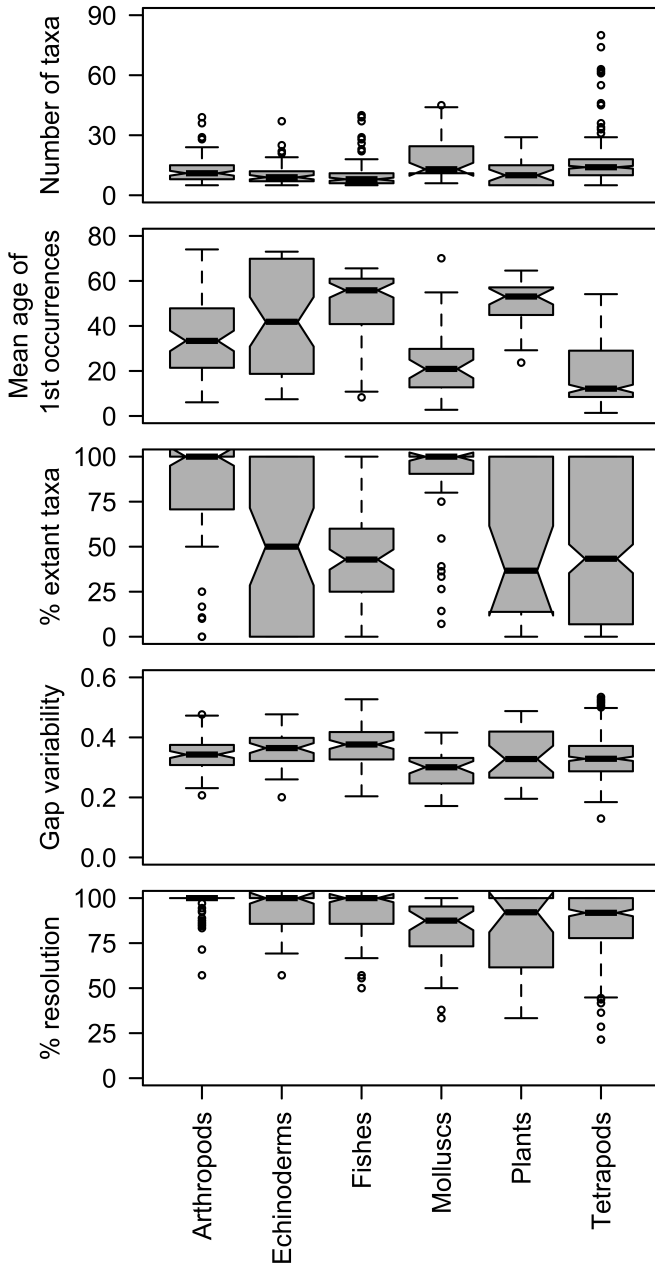 Number of taxa
90
60
30
0
Mean age of
1st occurrences
80
60
40
20
0
% extant taxa
100
75
50
25
0
Gap variability
0.6
0.4
0.2
0.0
% resolution
100
75
50
25
0
Arthropods
Echinoderms
Fishes
Molluscs
Plants
Tetrapods